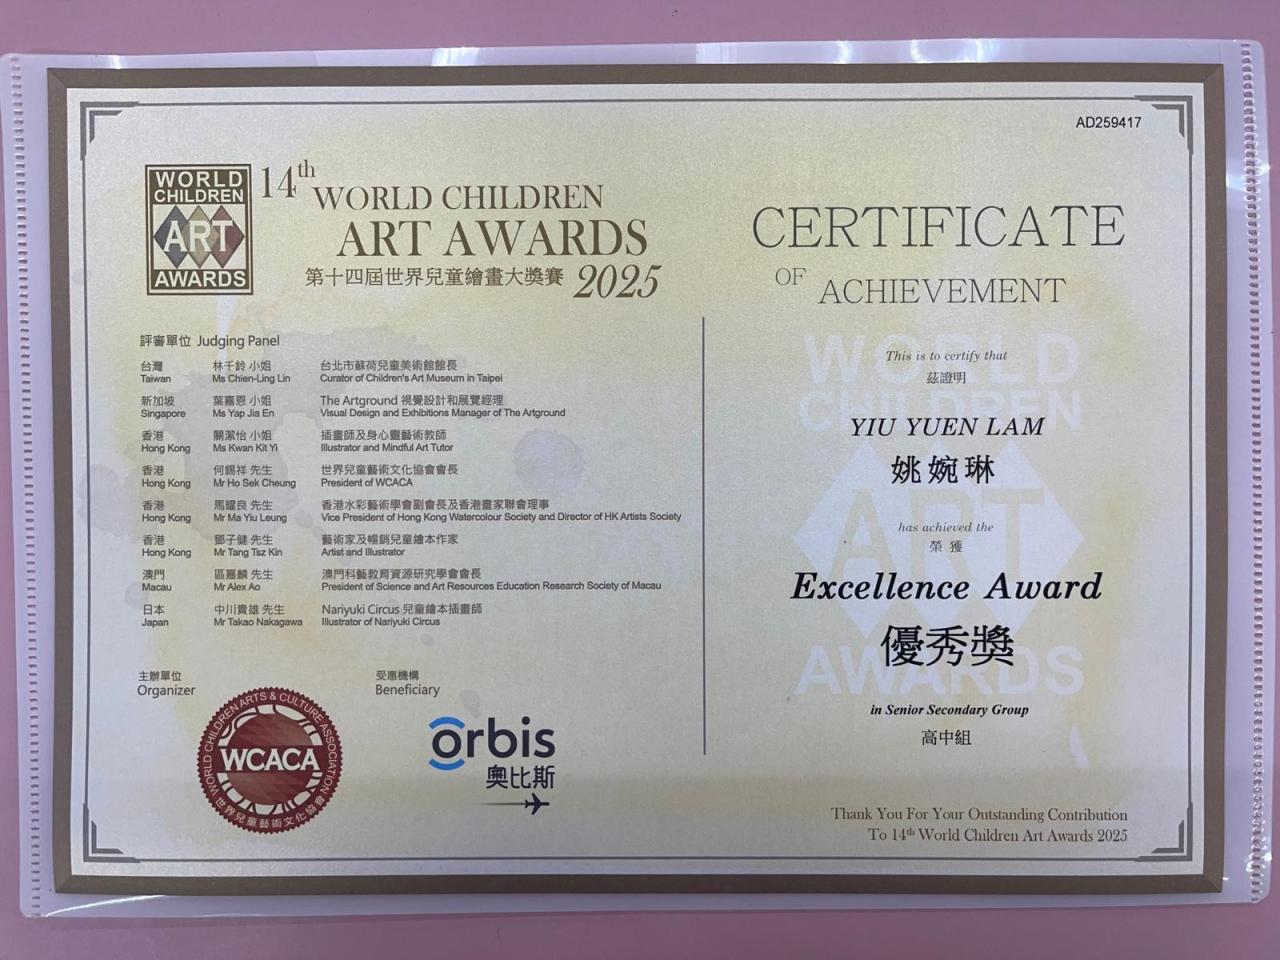 AD259417
WORLD
CHILDREN
ART
AWARDS
14th WORLD CHILDREN
ART AWARDS
第十四屆世界兒童繪畫大獎賽 2025
評審單位 Judging Panel
台灣 林千鈴 小姐 台北市蘇荷兒童美術館館長
Taiwan Ms Chien-Ling Lin Curator of Children's Art Museum in Taipei
新加坡 葉嘉恩 小姐 The Artground 視覺設計和展覽經理
Singapore Ms Yap Jia En Visual Design and Exhibitions Manager of The Artground
香港 關潔怡 小姐 插畫師及身心靈藝術教師
Hong Kong Ms Kwan Kit Yi Illustrator and Mindful Art Tutor
香港 何錫祥 先生 世界兒童藝術文化協會會長
Hong Kong Mr Ho Sek Cheung President of WCACA
香港 馬耀良 先生 香港水彩藝術學會副會長及香港畫家聯會理事
Hong Kong Mr Ma Yiu Leung Vice President of Hong Kong Watercolour Society and Director of HK Artists Society
香港 鄧子健 先生 藝術家及暢銷兒童繪本作家
Hong Kong Mr Tang Tsz Kin Artist and Illustrator
澳門 區嘉麟 先生 澳門科藝教育資源研究學會會長
Macau Mr Alex Ao President of Science and Art Resources Education Research Society of Macau
日本 中川貴雄 先生 Nariyuki Circus 兒童繪本插畫師
Japan Mr Takao Nakagawa Illustrator of Nariyuki Circus
主辦單位
Organizer
WORLD CHILDREN ARTS & CULTURE ASSOCIATION
WCACA
世界兒童藝術文化協會
受惠機構
Beneficiary
orbis
奧比斯
CERTIFICATE
OF ACHIEVEMENT
WORLD
CHILDREN
ART
AWARDS
This is to certify that
茲證明
YIU YUEN LAM
姚婉琳
has achieved the
榮獲
Excellence Award
優秀獎
in Senior Secondary Group
高中組
Thank You For Your Outstanding Contribution
To 14th World Children Art Awards 2025